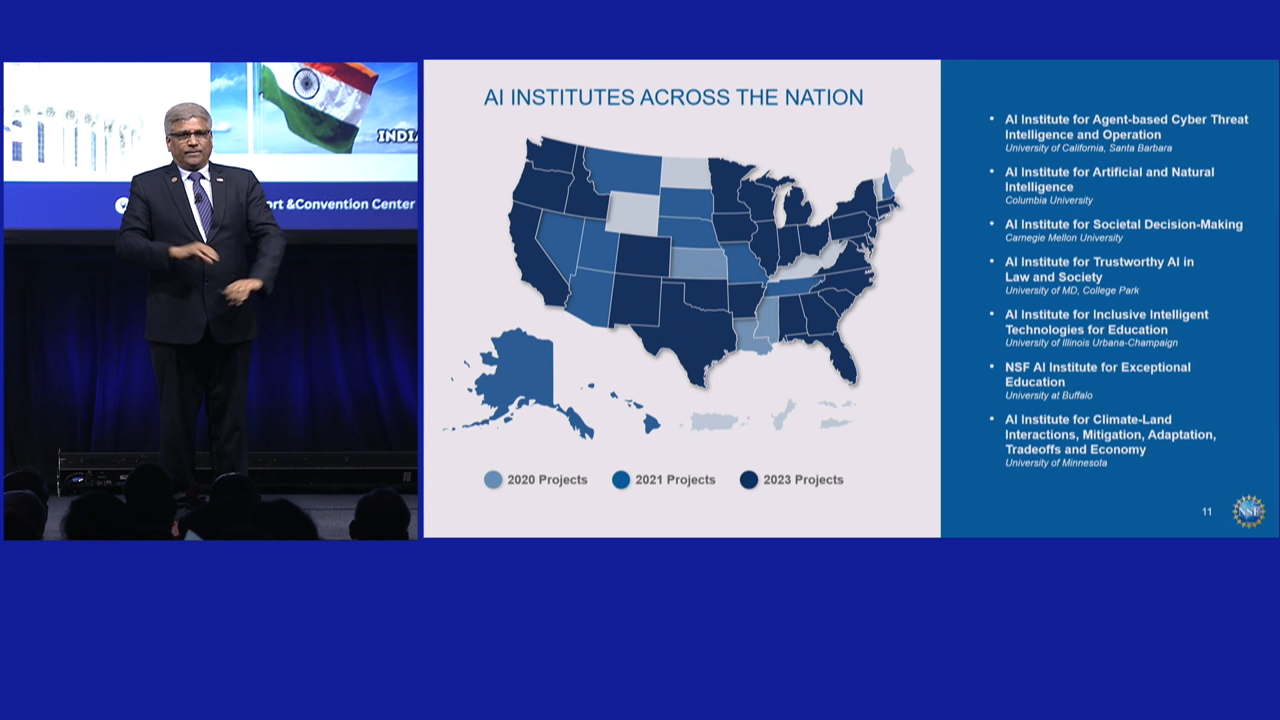 INDI
ort &Convention Center
AI INSTITUTES ACROSS THE NATION
2020 Projects
2021 Projects
2023 Projects
• AI Institute for Agent-based Cyber Threat
Intelligence and Operation
University of California, Santa Barbara
• AI Institute for Artificial and Natural
Intelligence
Columbia University
• AI Institute for Societal Decision-Making
Carnegie Mellon University
• AI Institute for Trustworthy AI in
Law and Society
University of MD, College Park
• AI Institute for Inclusive Intelligent
Technologies for Education
University of Illinois Urbana-Champaign
• NSF AI Institute for Exceptional
Education
University at Buffalo
• AI Institute for Climate-Land
Interactions, Mitigation, Adaptation,
Tradeoffs and Economy
University of Minnesota
11
NSF